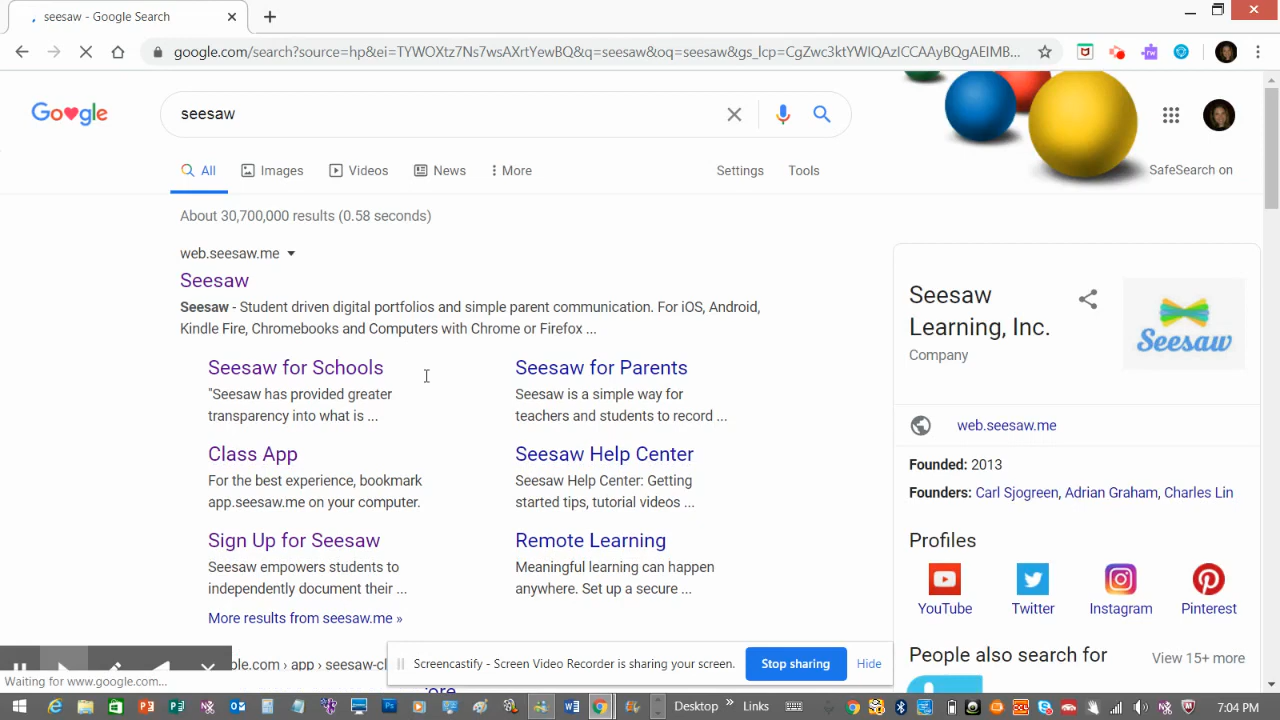 seesaw - Google Search
google.com/search?source=hp&ei=TYWOXtz7Ns7wsAXrtYewBQ&q=seesaw&oq=seesaw&gs_lcp=CgZwc3ktYWIQAzICCAAyBQgAEIMB...
Google
seesaw
All
Images
Videos
News
More
Settings
Tools
SafeSearch on
About 30,700,000 results (0.58 seconds)
web.seesaw.me
Seesaw
Seesaw - Student driven digital portfolios and simple parent communication. For iOS, Android,
Kindle Fire, Chromebooks and Computers with Chrome or Firefox ...
Seesaw for Schools
"Seesaw has provided greater
transparency into what is ...
Seesaw for Parents
Seesaw is a simple way for
teachers and students to record ...
Class App
For the best experience, bookmark
app.seesaw.me on your computer.
Seesaw Help Center
Seesaw Help Center: Getting
started tips, tutorial videos ...
Sign Up for Seesaw
Seesaw empowers students to
independently document their ...
Remote Learning
Meaningful learning can happen
anywhere. Set up a secure ...
More results from seesaw.me »
ble.com › app › seesaw-cl
ore
Seesaw
Learning, Inc.
Company
Seesaw
web.seesaw.me
Founded: 2013
Founders: Carl Sjogreen, Adrian Graham, Charles Lin
Profiles
YouTube
Twitter
Instagram
Pinterest
People also search for
View 15+ more
Screencastify - Screen Video Recorder is sharing your screen.
Stop sharing
Hide
Waiting for www.google.com...
Desktop
Links
7:04 PM